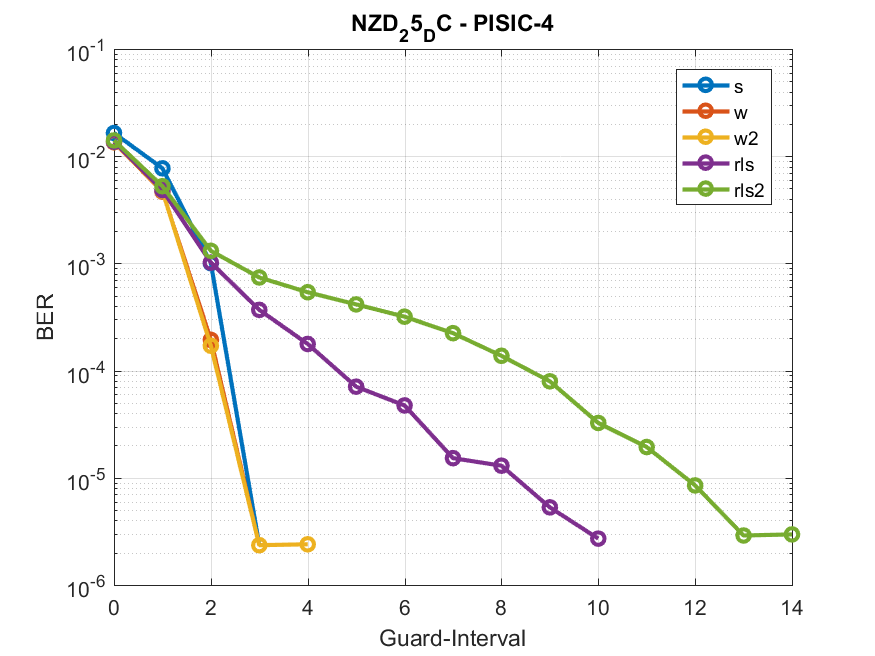 NZD₂5_DC - PISIC-4
10⁻¹
10⁻²
10⁻³
10⁻⁴
10⁻⁵
10⁻⁶
BER
s
w
w2
rls
rls2
0 2 4 6 8 10 12 14
Guard-Interval